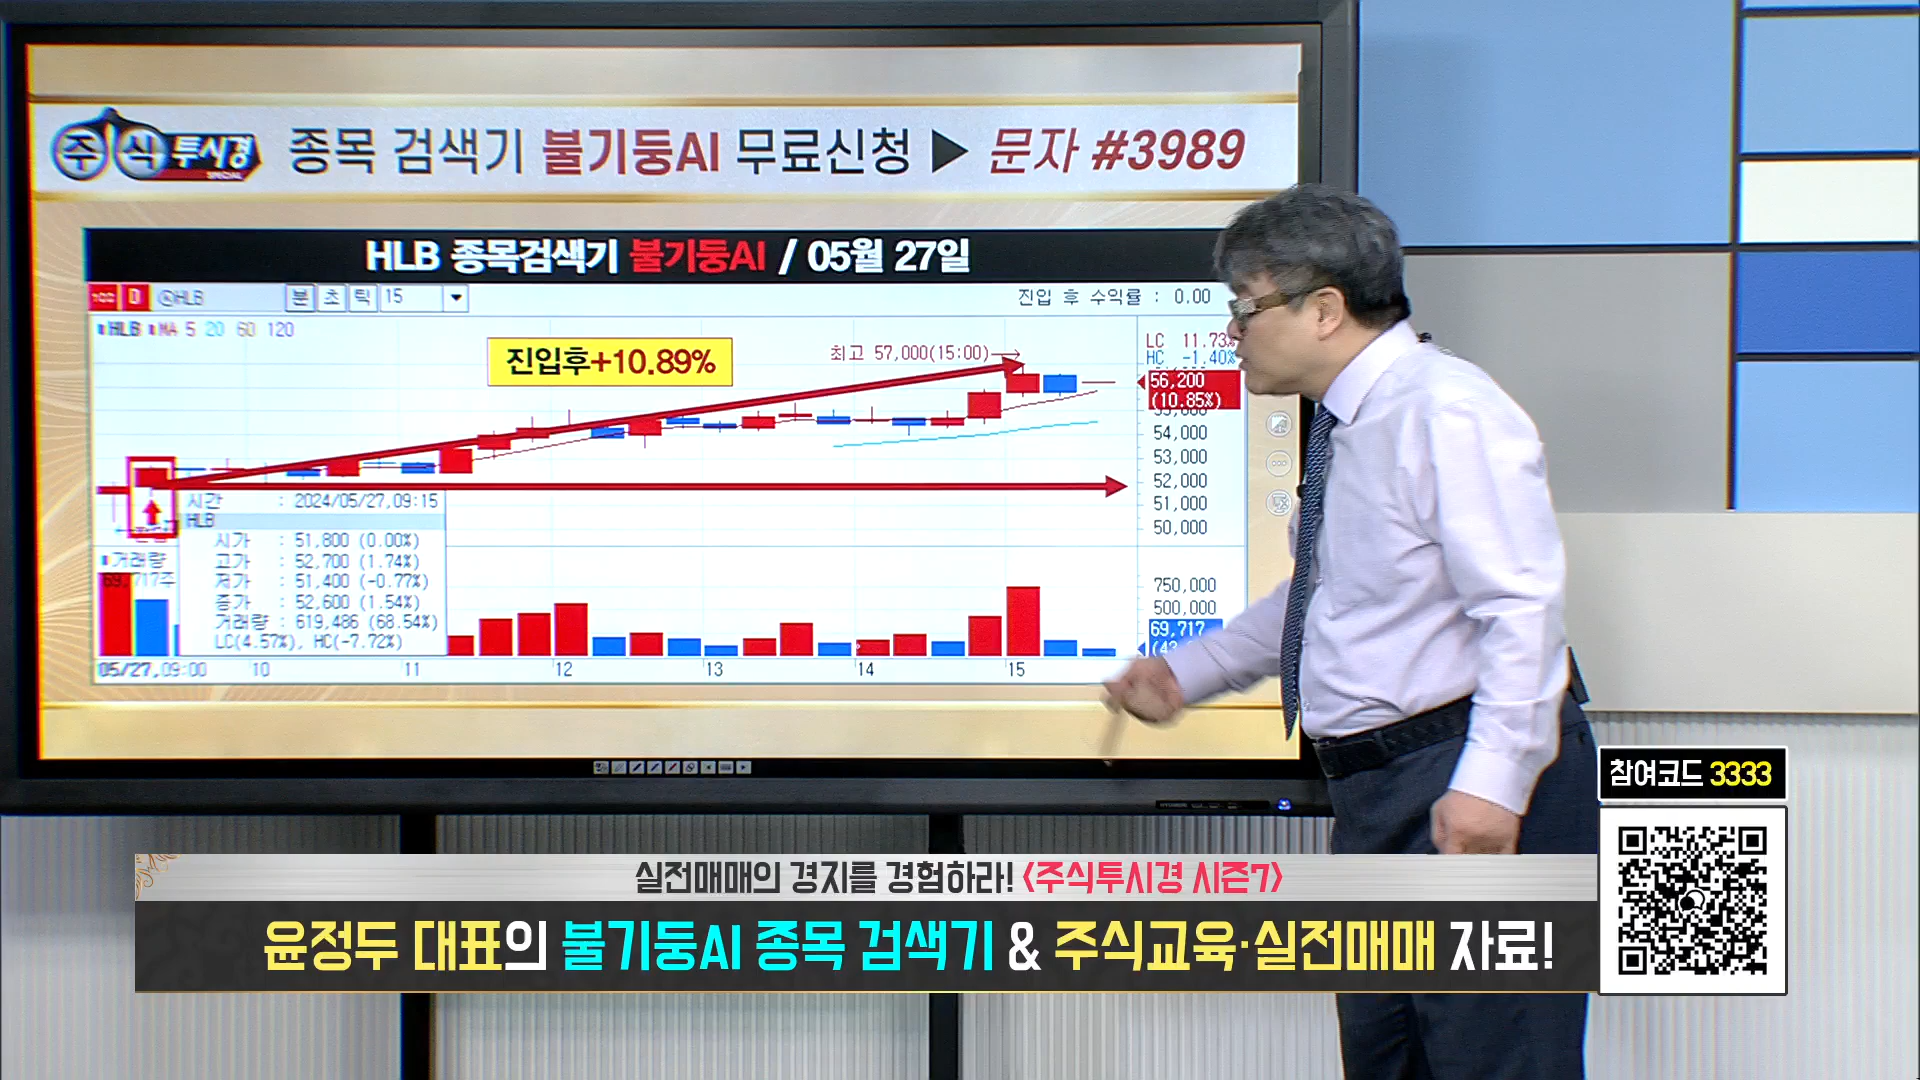 주식 투시경 SPECIAL
종목 검색기 불기둥AI 무료신청 ▶ 문자 #3989
HLB 종목검색기 불기둥AI / 05월 27일
HLB 분 초 틱 15
진입 후 수익률 : 0.00
HLB MA 5 20 60 120
진입후+10.89%
최고 57,000(15:00)
LC 11.73%
HC -1.40%
56,200
(10.85%)
54,000
53,000
52,000
51,000
50,000
시간 : 2024/05/27,09:15
HLB
시가 : 51,800 (0.00%)
고가 : 52,700 (1.74%)
저가 : 51,400 (-0.77%)
종가 : 52,600 (1.54%)
거래량 : 619,486 (68.54%)
LC(4.57%), HC(-7.72%)
거래량
69,717주
750,000
500,000
69,717
05/27,09:00 10 11 12 13 14 15
참여코드 3333
실전매매의 경지를 경험하라! <주식투시경 시즌7>
윤정두 대표의 불기둥AI 종목 검색기 & 주식교육·실전매매 자료!